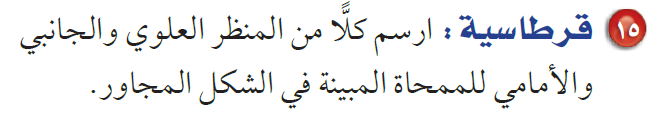 ١٥ قرطاسية : ارسم كلًّا من المنظر العلوي والجانبي
والأمامي للممحاة المبينة في الشكل المجاور.